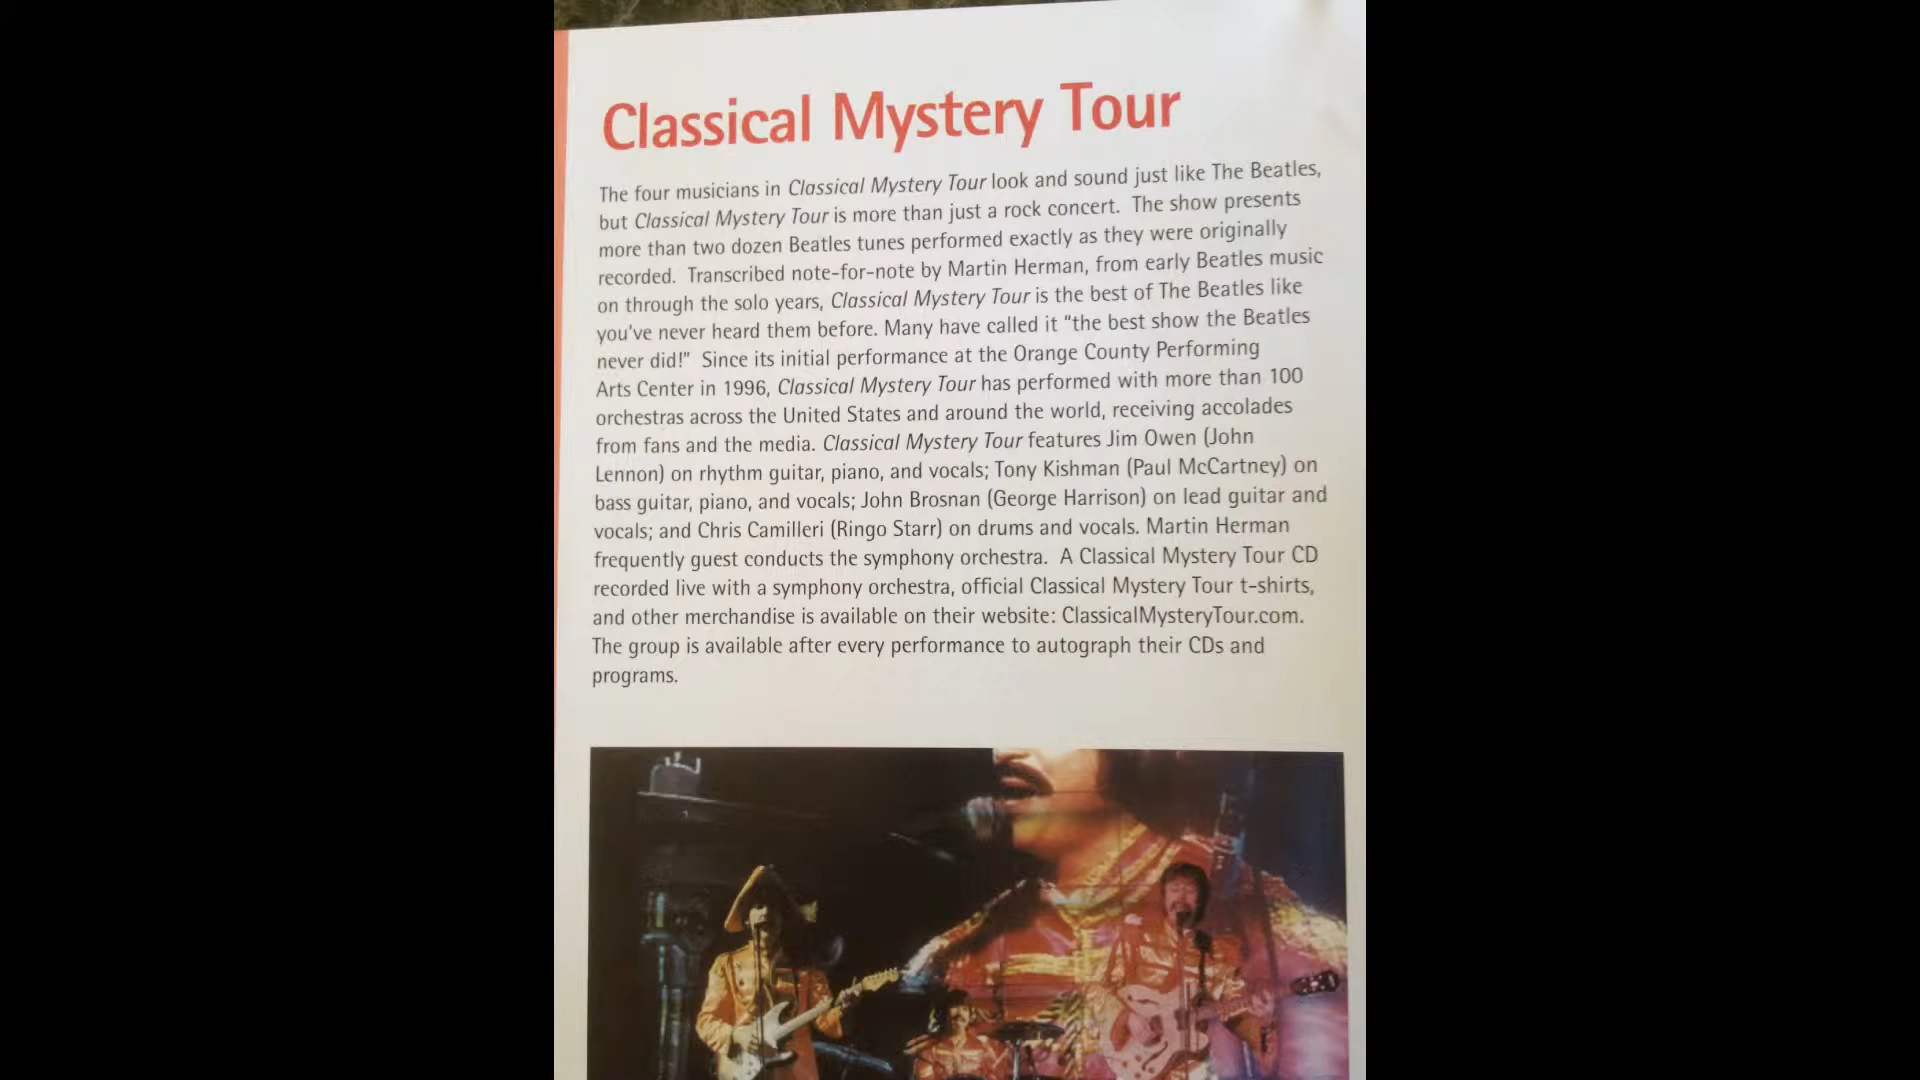 Classical Mystery Tour
The four musicians in Classical Mystery Tour look and sound just like The Beatles,
but Classical Mystery Tour is more than just a rock concert.  The show presents
more than two dozen Beatles tunes performed exactly as they were originally
recorded.  Transcribed note-for-note by Martin Herman, from early Beatles music
on through the solo years, Classical Mystery Tour is the best of The Beatles like
you've never heard them before. Many have called it “the best show the Beatles
never did!”  Since its initial performance at the Orange County Performing
Arts Center in 1996, Classical Mystery Tour has performed with more than 100
orchestras across the United States and around the world, receiving accolades
from fans and the media. Classical Mystery Tour features Jim Owen (John
Lennon) on rhythm guitar, piano, and vocals; Tony Kishman (Paul McCartney) on
bass guitar, piano, and vocals; John Brosnan (George Harrison) on lead guitar and
vocals; and Chris Camilleri (Ringo Starr) on drums and vocals. Martin Herman
frequently guest conducts the symphony orchestra.  A Classical Mystery Tour CD
recorded live with a symphony orchestra, official Classical Mystery Tour t-shirts,
and other merchandise is available on their website: ClassicalMysteryTour.com.
The group is available after every performance to autograph their CDs and
programs.